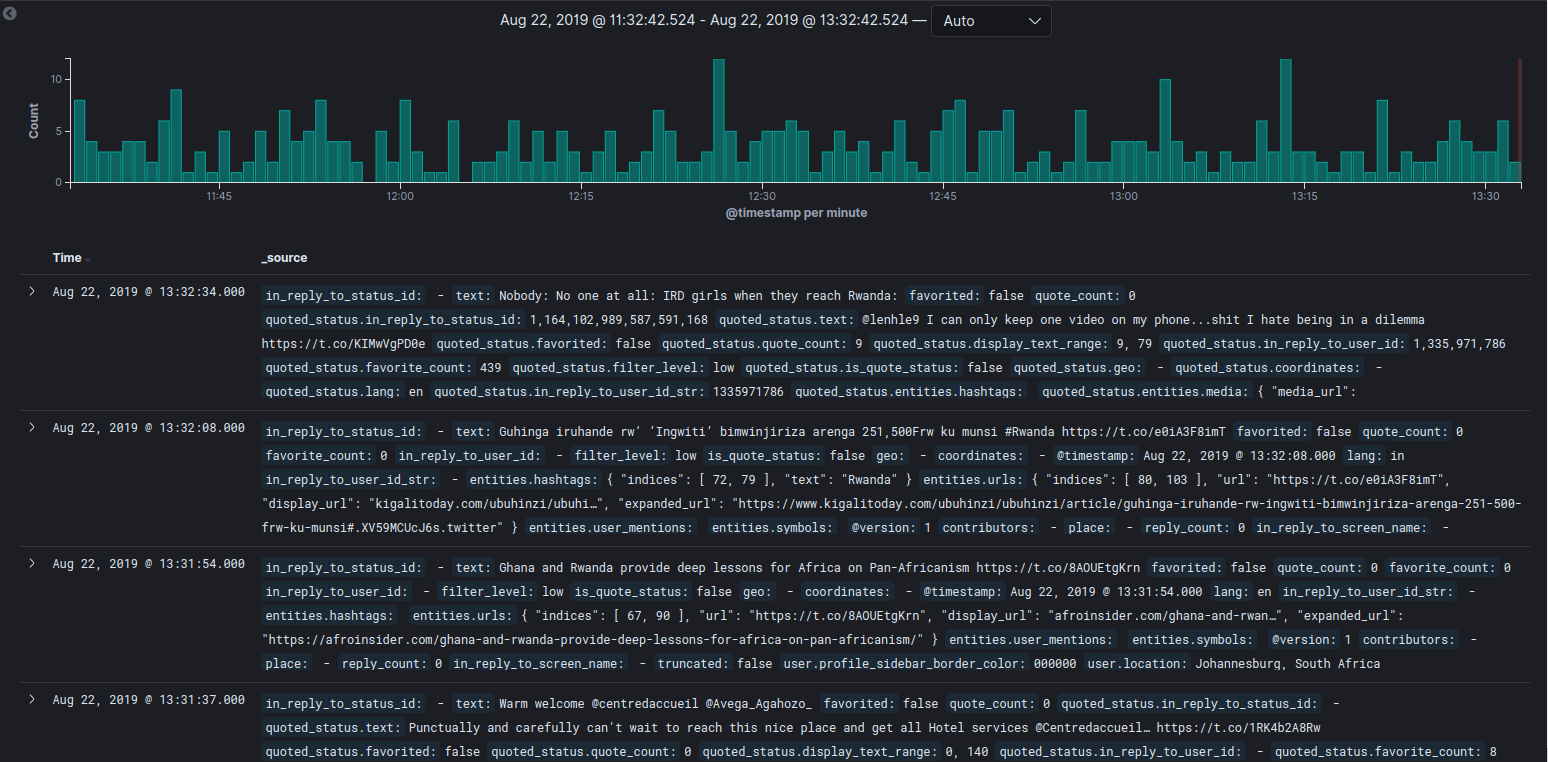 Aug 22, 2019 @ 11:32:42.524 - Aug 22, 2019 @ 13:32:42.524 — Auto
Count
10
5
0
11:45 12:00 12:15 12:30 12:45 13:00 13:15 13:30
@timestamp per minute
Time _source
Aug 22, 2019 @ 13:32:34.000 in_reply_to_status_id: - text: Nobody: No one at all: IRD girls when they reach Rwanda: favorited: false quote_count: 0
quoted_status.in_reply_to_status_id: 1,164,102,989,587,591,168 quoted_status.text: @lenhle9 I can only keep one video on my phone...shit I hate being in a dilemma
https://t.co/KIMwVgPD0e quoted_status.favorited: false quoted_status.quote_count: 9 quoted_status.display_text_range: 9, 79 quoted_status.in_reply_to_user_id: 1,335,971,786
quoted_status.favorite_count: 439 quoted_status.filter_level: low quoted_status.is_quote_status: false quoted_status.geo: - quoted_status.coordinates: -
quoted_status.lang: en quoted_status.in_reply_to_user_id_str: 1335971786 quoted_status.entities.hashtags: quoted_status.entities.media: { "media_url":
Aug 22, 2019 @ 13:32:08.000 in_reply_to_status_id: - text: Guhinga iruhande rw’ ‘Ingwiti’ bimwinjiriza arenga 251,500Frw ku munsi #Rwanda https://t.co/e0iA3F8imT favorited: false quote_count: 0
favorite_count: 0 in_reply_to_user_id: - filter_level: low is_quote_status: false geo: - coordinates: - @timestamp: Aug 22, 2019 @ 13:32:08.000 lang: in
in_reply_to_user_id_str: - entities.hashtags: { "indices": [ 72, 79 ], "text": "Rwanda" } entities.urls: { "indices": [ 80, 103 ], "url": "https://t.co/e0iA3F8imT",
"display_url": "kigalitoday.com/ubuhinzi/ubuhi…", "expanded_url": "https://www.kigalitoday.com/ubuhinzi/ubuhinzi/article/guhinga-iruhande-rw-ingwiti-bimwinjiriza-arenga-251-500-
frw-ku-munsi#.XV59MCUcJ6s.twitter" } entities.user_mentions: entities.symbols: @version: 1 contributors: - place: - reply_count: 0 in_reply_to_screen_name: -
Aug 22, 2019 @ 13:31:54.000 in_reply_to_status_id: - text: Ghana and Rwanda provide deep lessons for Africa on Pan-Africanism https://t.co/8AOUEtgKrn favorited: false quote_count: 0 favorite_count: 0
in_reply_to_user_id: - filter_level: low is_quote_status: false geo: - coordinates: - @timestamp: Aug 22, 2019 @ 13:31:54.000 lang: en in_reply_to_user_id_str: -
entities.hashtags: entities.urls: { "indices": [ 67, 90 ], "url": "https://t.co/8AOUEtgKrn", "display_url": "afroinsider.com/ghana-and-rwan…", "expanded_url":
"https://afroinsider.com/ghana-and-rwanda-provide-deep-lessons-for-africa-on-pan-africanism/" } entities.user_mentions: entities.symbols: @version: 1 contributors: -
place: - reply_count: 0 in_reply_to_screen_name: - truncated: false user.profile_sidebar_border_color: 000000 user.location: Johannesburg, South Africa
Aug 22, 2019 @ 13:31:37.000 in_reply_to_status_id: - text: Warm welcome @centredaccueil @Avega_Agahozo_ favorited: false quote_count: 0 quoted_status.in_reply_to_status_id: -
quoted_status.text: Punctually and carefully can't wait to reach this nice place and get all Hotel services @Centredaccueil… https://t.co/1RK4b2A8Rw
quoted_status.favorited: false quoted_status.quote_count: 0 quoted_status.display_text_range: 0, 140 quoted_status.in_reply_to_user_id: - quoted_status.favorite_count: 8